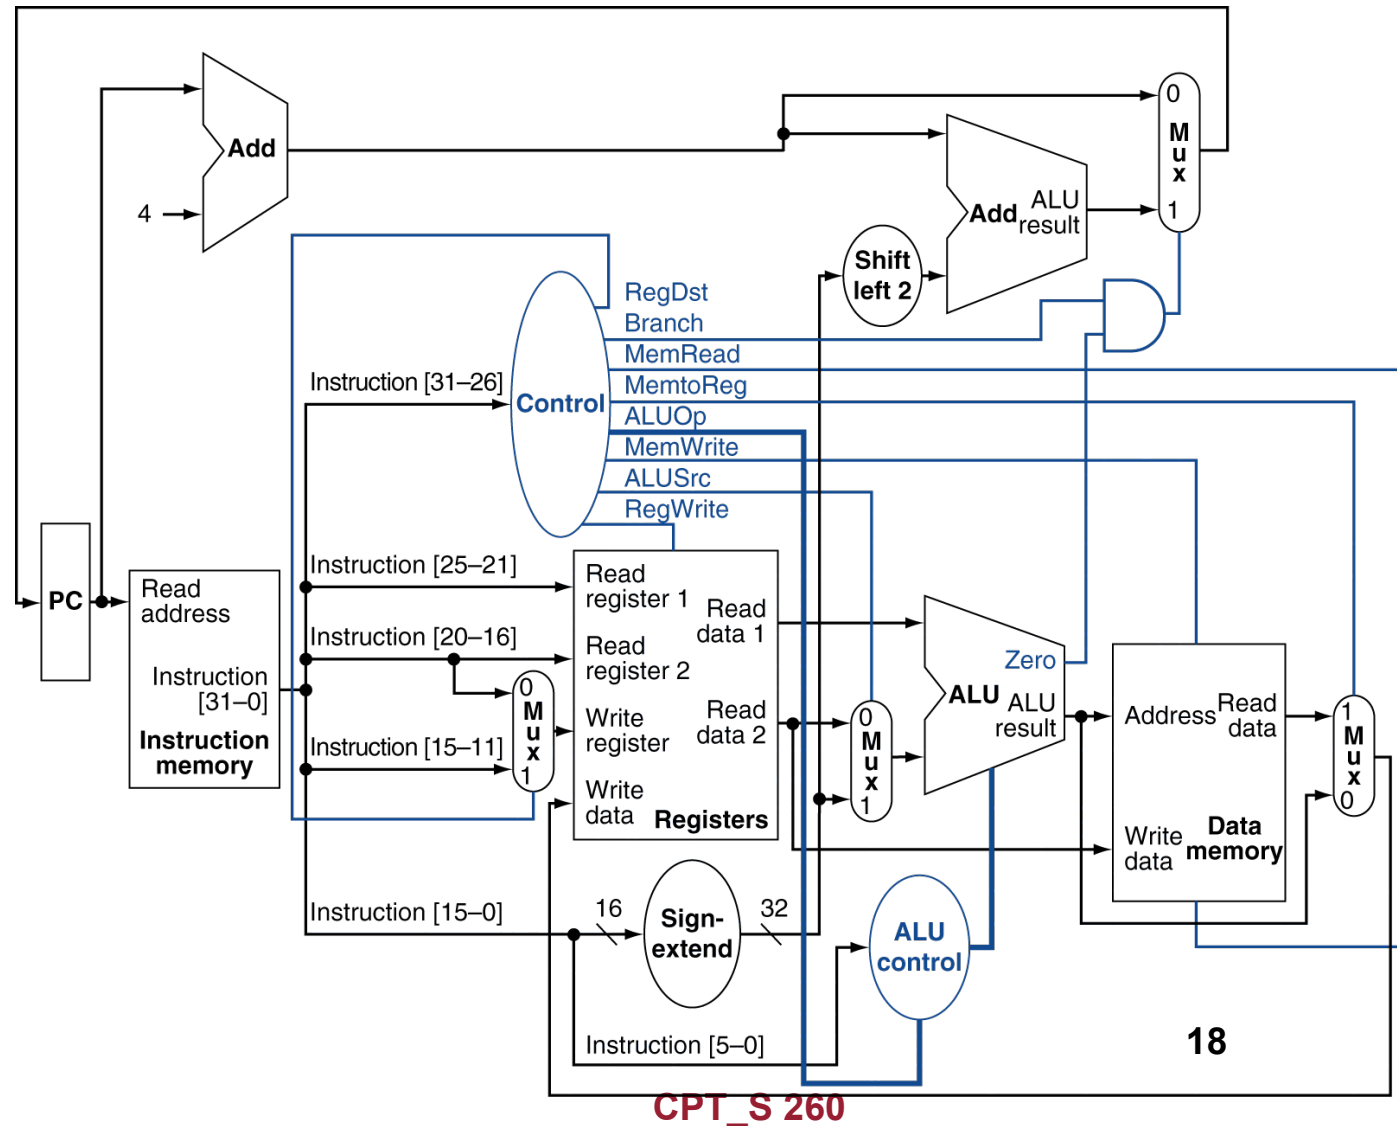 0
M
u
x
1
Add
4
Add
ALU
result
Shift
left 2
RegDst
Branch
MemRead
MemtoReg
ALUOp
MemWrite
ALUSrc
RegWrite
Control
Instruction [31–26]
Instruction [25–21]
Instruction [20–16]
Instruction [15–11]
Instruction [15–0]
Instruction [5–0]
PC
Read
address
Instruction
[31–0]
Instruction
memory
0
M
u
x
1
Read
register 1
Read
register 2
Write
register
Write
data
Read
data 1
Read
data 2
Registers
0
M
u
x
1
Zero
ALU
ALU
result
Address
Read
data
Write
data
Data
memory
1
M
u
x
0
16
Sign-
extend
32
ALU
control
18
CPT_S 260